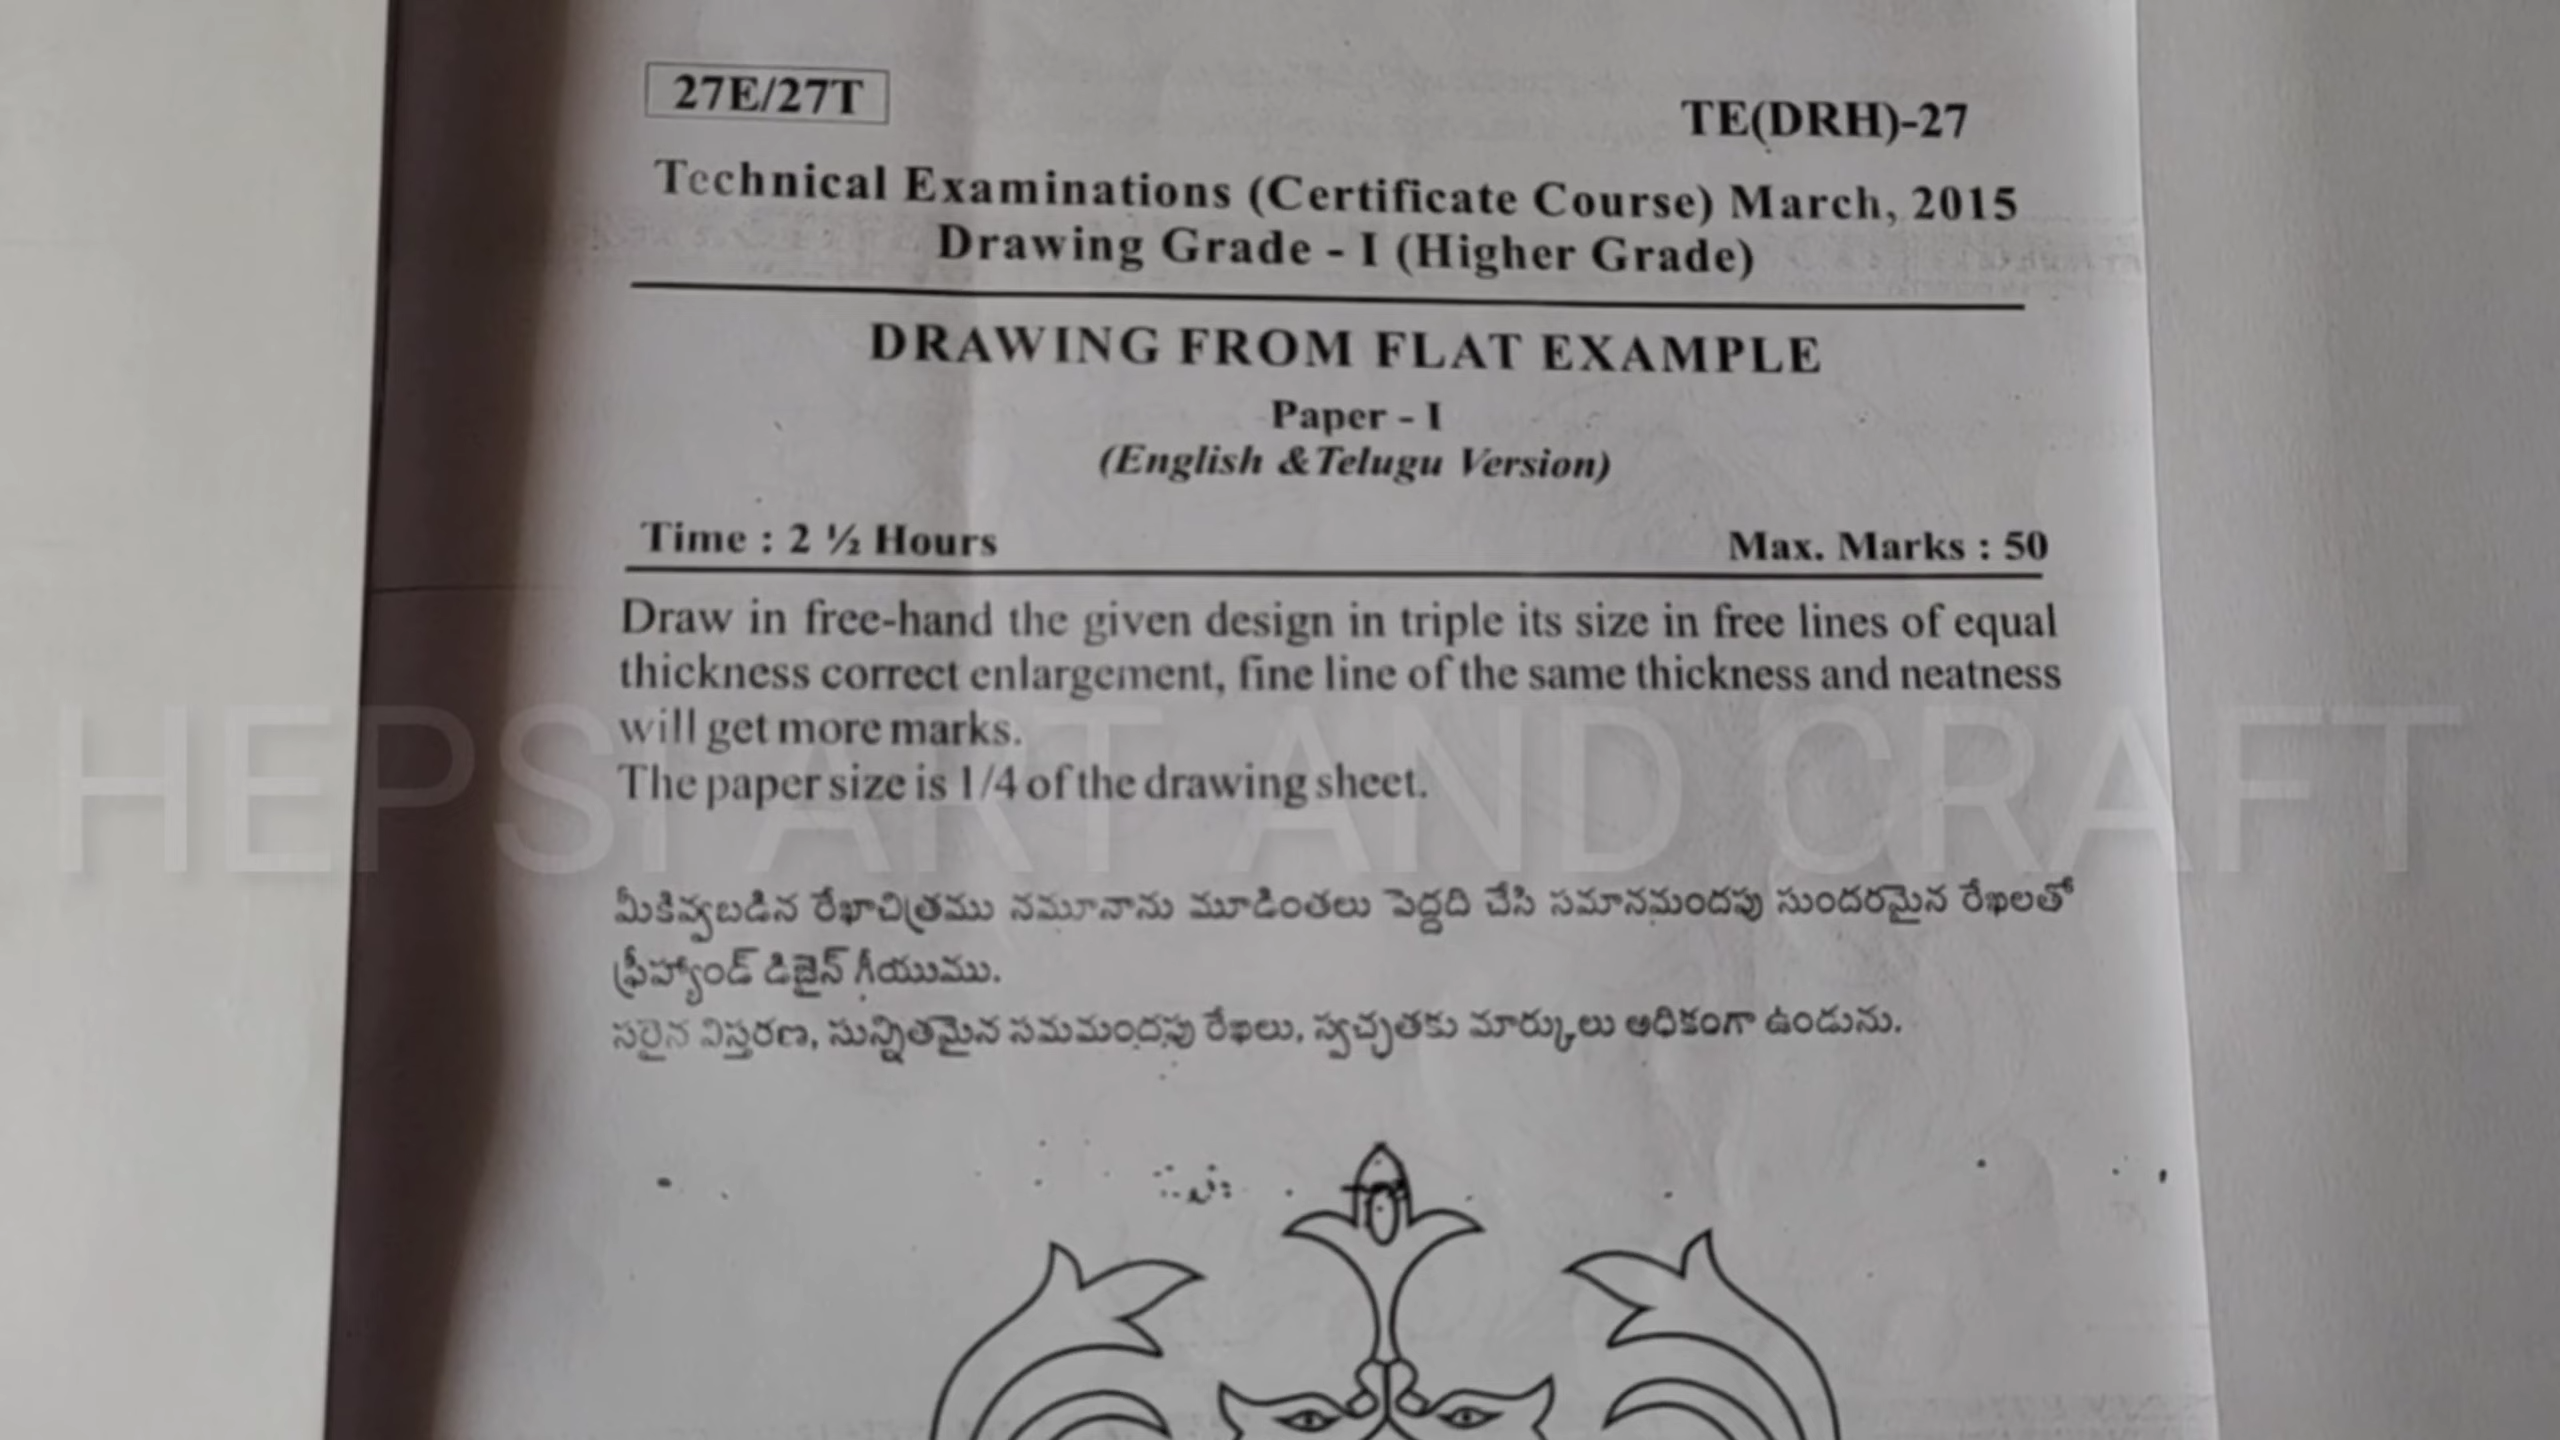 27E/27T
TE(DRH)-27
Technical Examinations (Certificate Course) March, 2015
Drawing Grade - I (Higher Grade)
DRAWING FROM FLAT EXAMPLE
Paper - I
(English & Telugu Version)
Time : 2 ½ Hours
Max. Marks : 50
Draw in free-hand the given design in triple its size in free lines of equal
thickness correct enlargement, fine line of the same thickness and neatness
will get more marks.
The paper size is 1/4 of the drawing sheet.
HEPSI ART AND CRAFT
మీకివ్వబడిన రేఖాచిత్రము నమూనాను మూడింతలు పెద్దది చేసి సమానమందపు సుందరమైన రేఖలతో
ఫ్రీహ్యాండ్ డిజైన్ గీయుము.
సరైన విస్తరణ, సున్నితమైన సమమందపు రేఖలు, స్వచ్ఛతకు మార్కులు అధికంగా ఉండును.